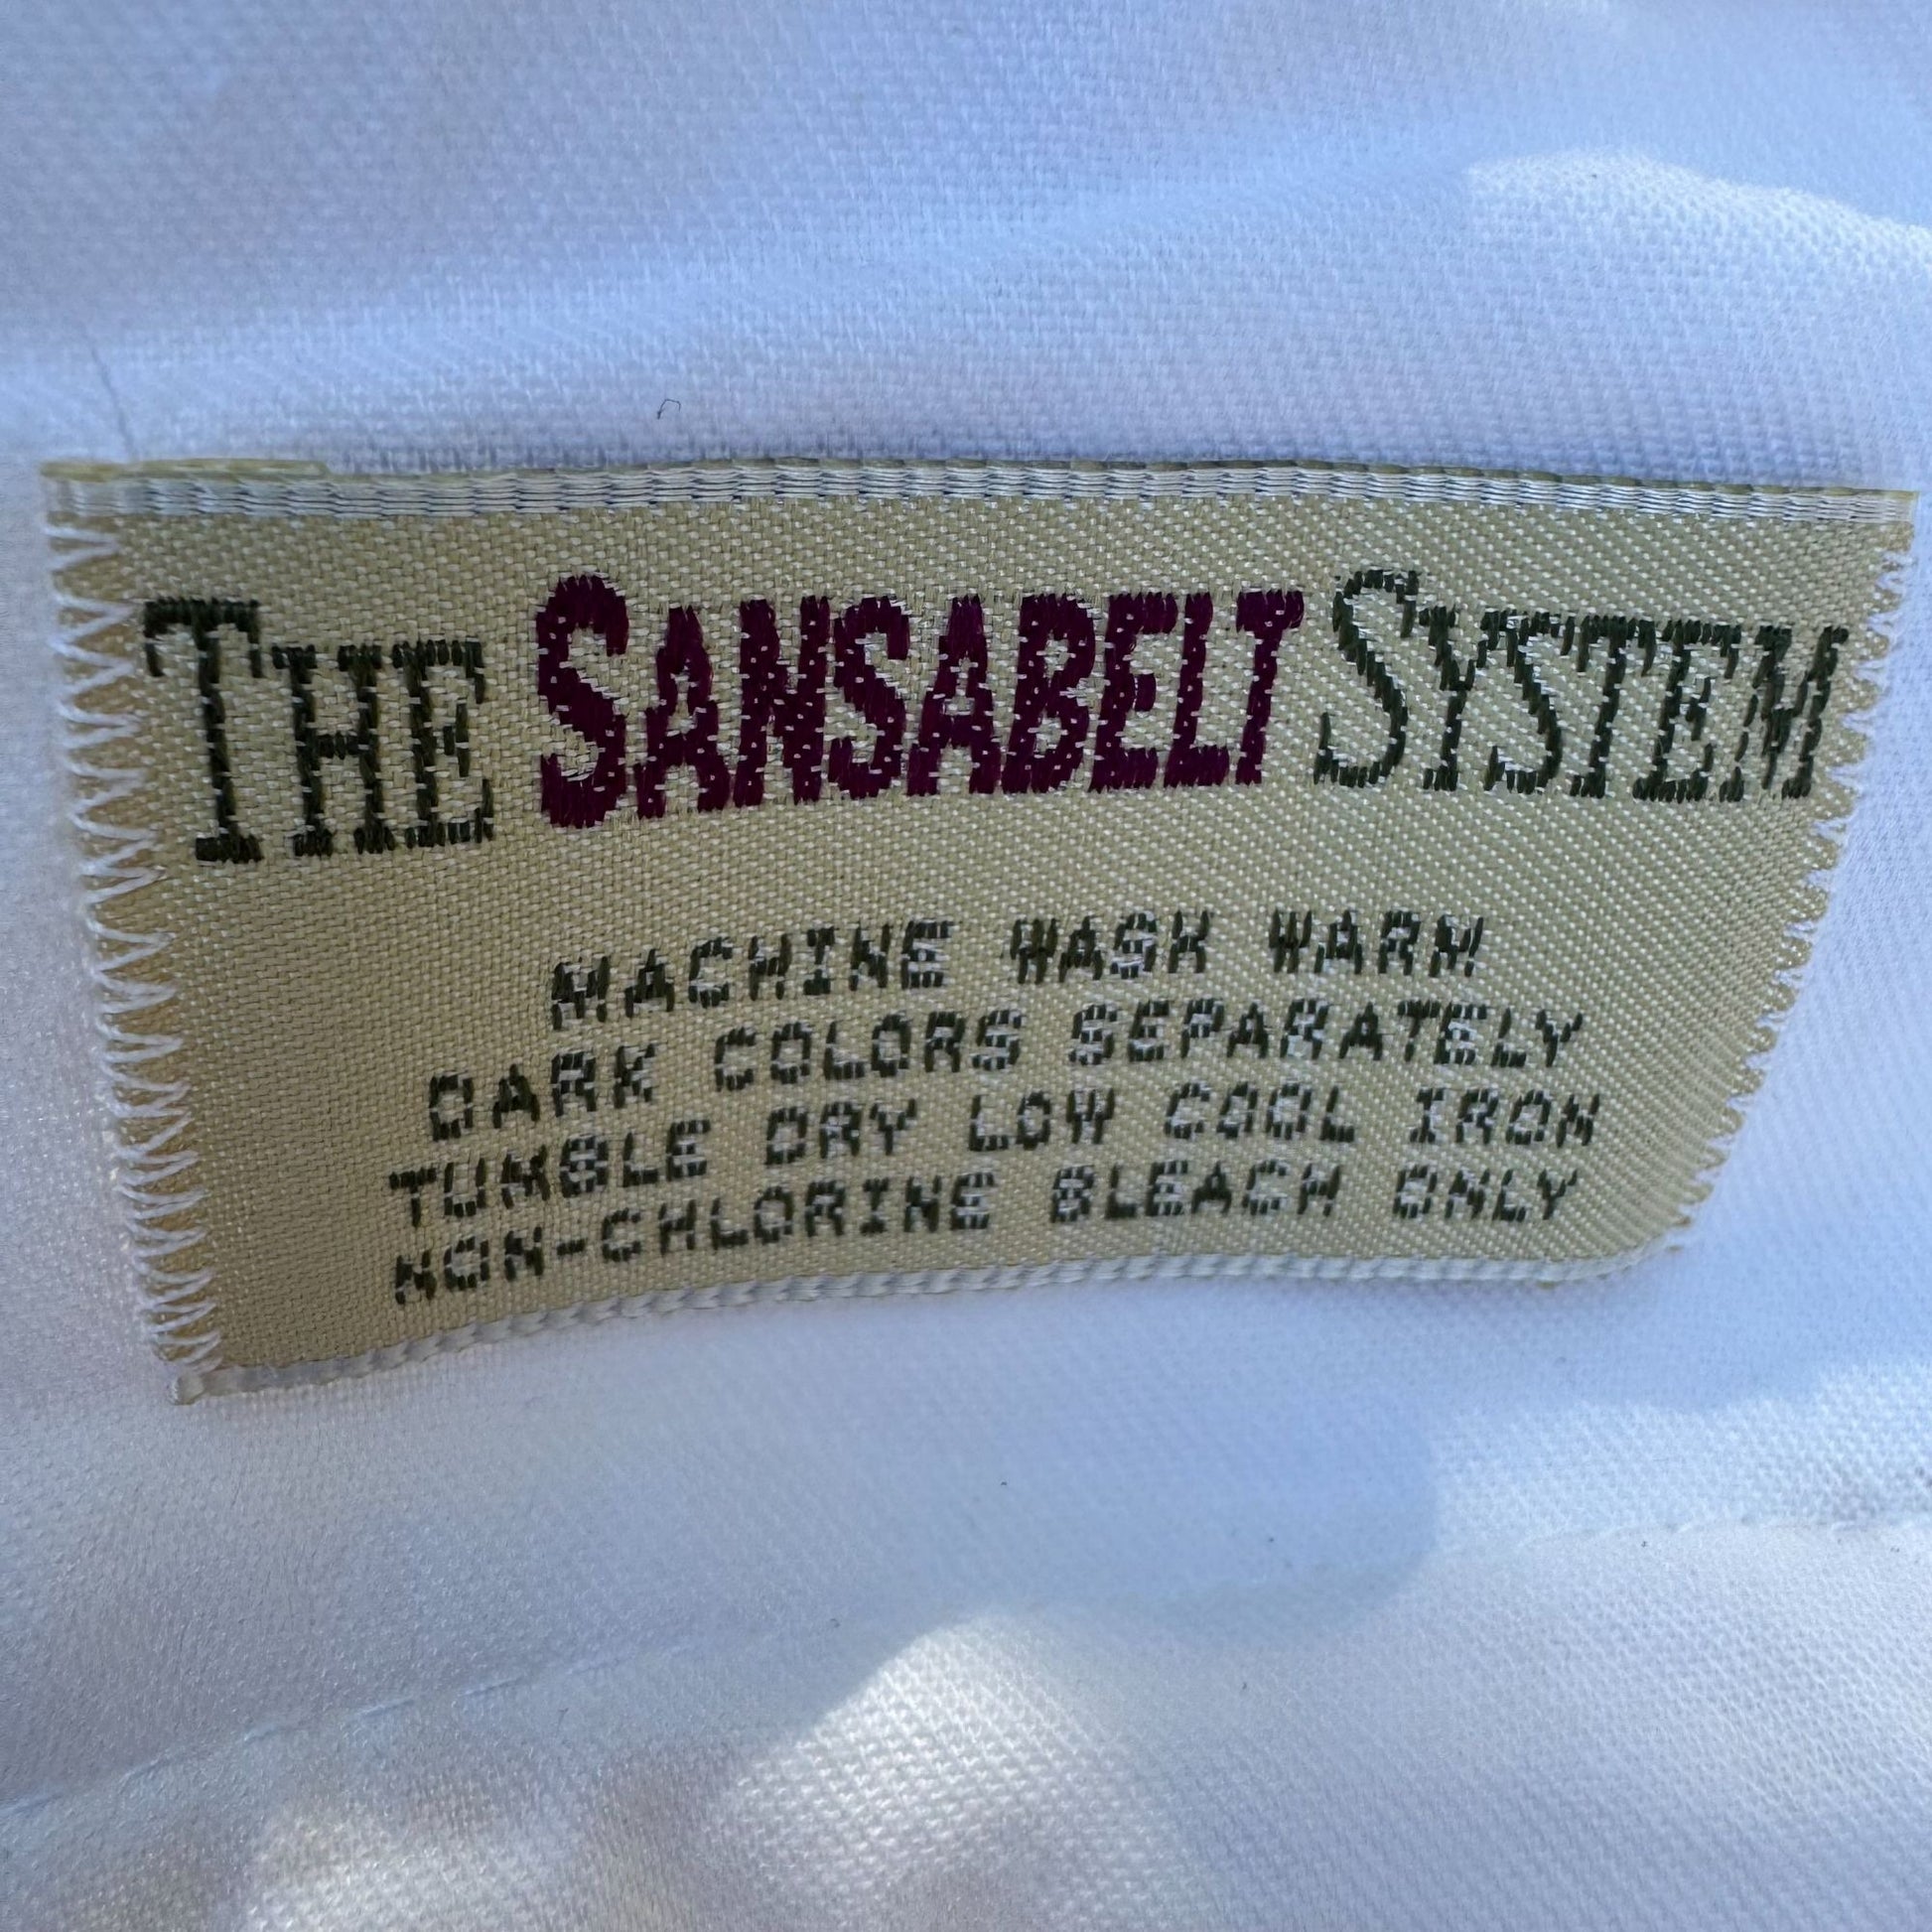 THE SANSABELT SYSTEM
MACHINE WASH WARM
DARK COLORS SEPARATELY
TUMBLE DRY LOW COOL IRON
NON-CHLORINE BLEACH ONLY